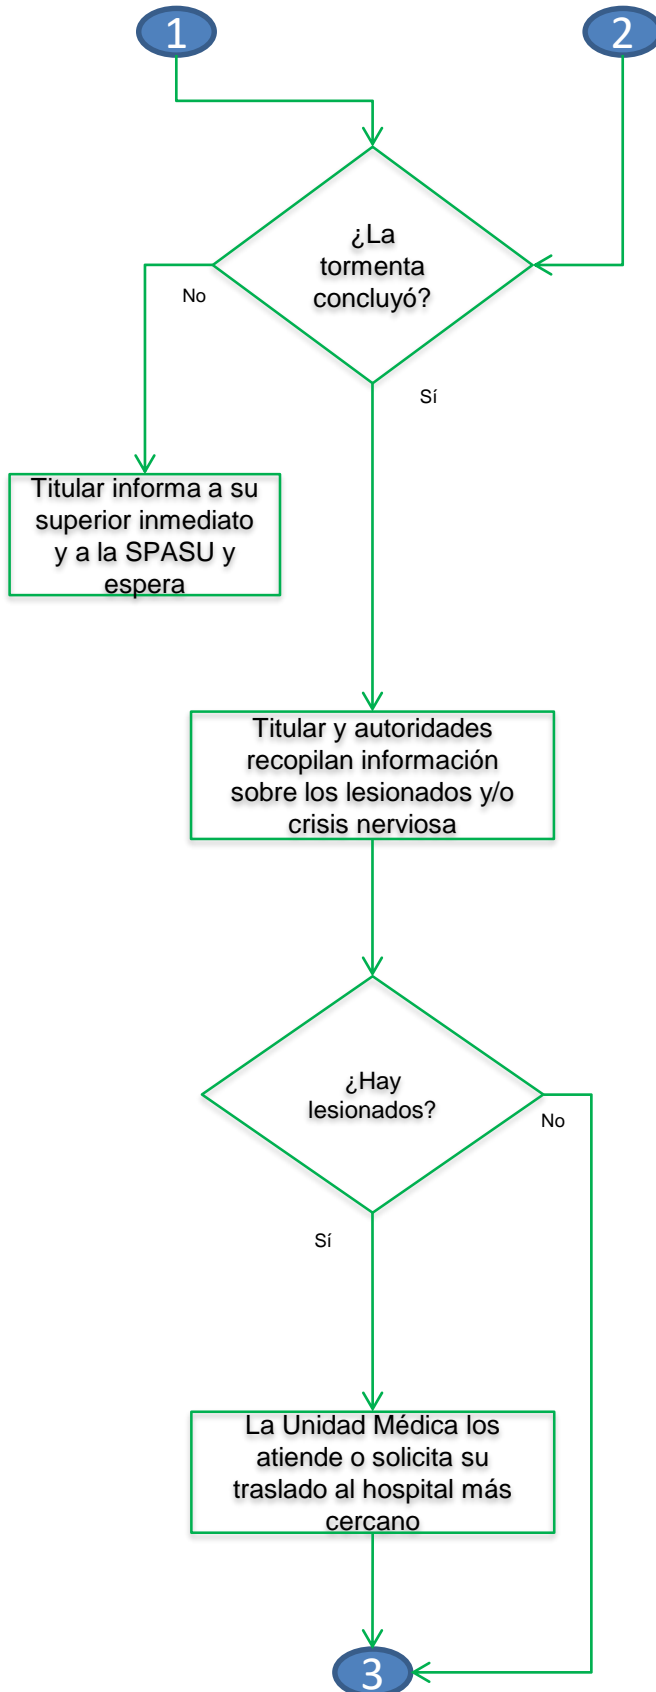 1
2
¿La
tormenta
concluyó?
No
Sí
Titular informa a su
superior inmediato
y a la SPASU y
espera
Titular y autoridades
recopilan información
sobre los lesionados y/o
crisis nerviosa
¿Hay
lesionados?
No
Sí
La Unidad Médica los
atiende o solicita su
traslado al hospital más
cercano
3